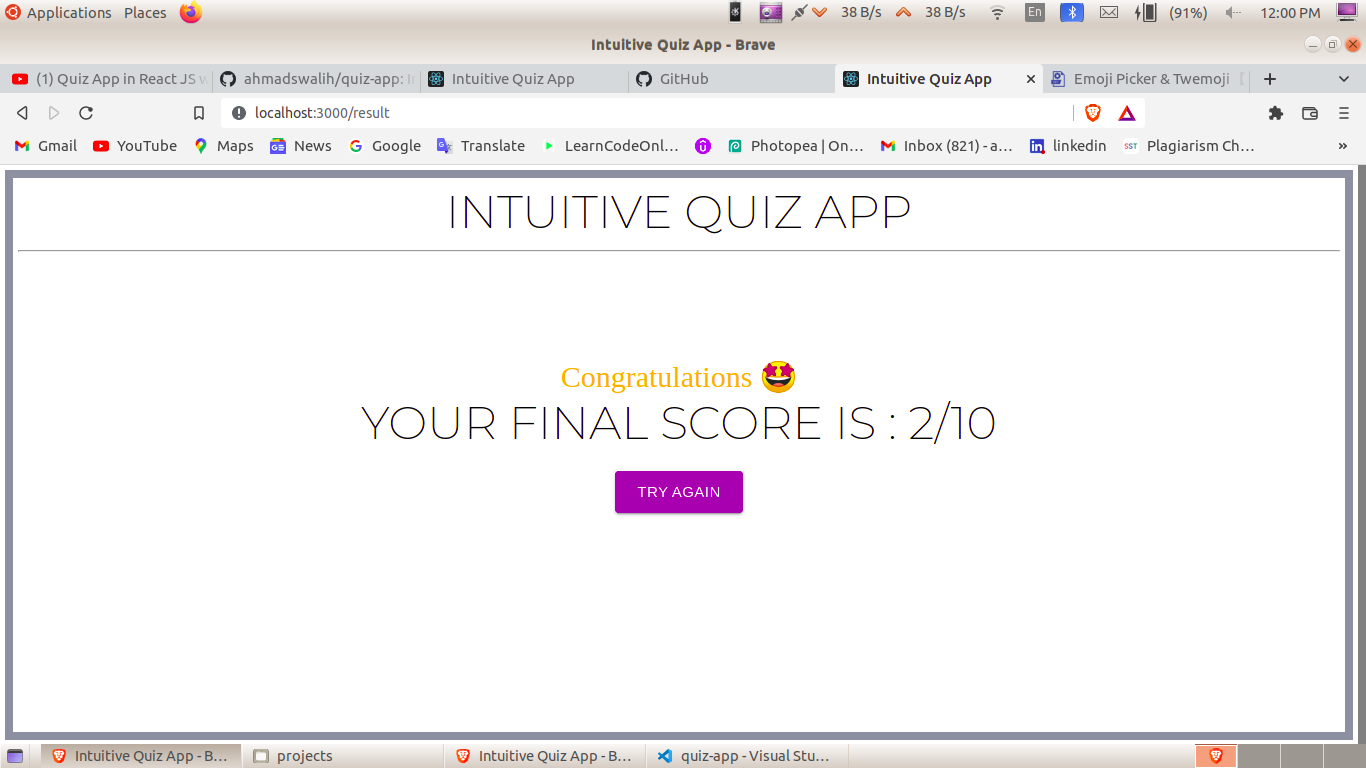 Applications Places 38 B/s 38 B/s En (91%) 12:00 PM
Intuitive Quiz App - Brave
(1) Quiz App in React JS w ahmadswalih/quiz-app: In Intuitive Quiz App GitHub Intuitive Quiz App Emoji Picker & Twemoji
localhost:3000/result
Gmail YouTube Maps News Google Translate LearnCodeOnl... Photopea | On... Inbox (821) - a... linkedin SST Plagiarism Ch... »
INTUITIVE QUIZ APP
Congratulations 🤩
YOUR FINAL SCORE IS : 2/10
TRY AGAIN
Intuitive Quiz App - B... projects Intuitive Quiz App - B... quiz-app - Visual Stu...